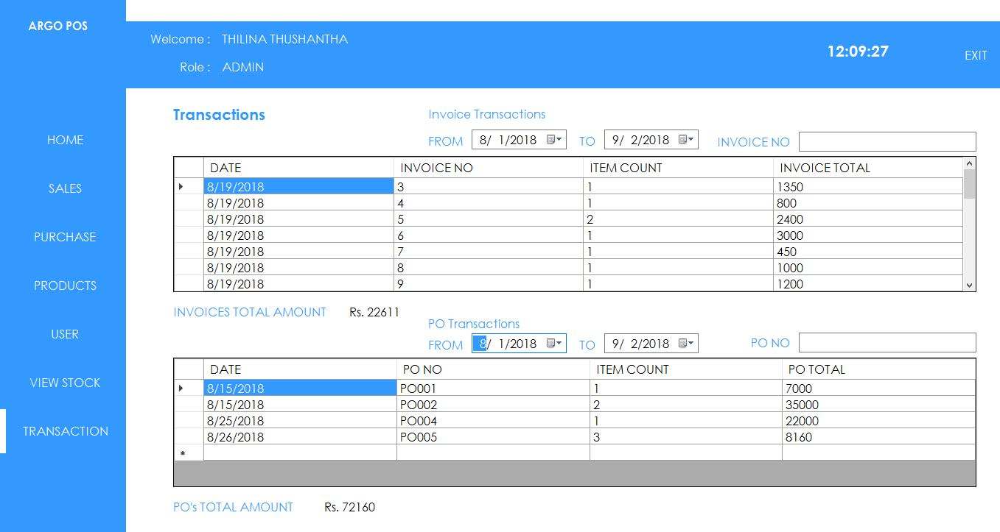 ARGO POS
Welcome : THILINA THUSHANTHA
Role : ADMIN
12:09:27
EXIT
HOME
SALES
PURCHASE
PRODUCTS
USER
VIEW STOCK
TRANSACTION
Transactions
Invoice Transactions
FROM 8/ 1/2018 TO 9/ 2/2018 INVOICE NO
DATE INVOICE NO ITEM COUNT INVOICE TOTAL
8/19/2018 3 1 1350
8/19/2018 4 1 800
8/19/2018 5 2 2400
8/19/2018 6 1 3000
8/19/2018 7 1 450
8/19/2018 8 1 1000
8/19/2018 9 1 1200
INVOICES TOTAL AMOUNT Rs. 22611
PO Transactions
FROM 8/ 1/2018 TO 9/ 2/2018 PO NO
DATE PO NO ITEM COUNT PO TOTAL
8/15/2018 PO001 1 7000
8/15/2018 PO002 2 35000
8/25/2018 PO004 1 22000
8/26/2018 PO005 3 8160
*
PO's TOTAL AMOUNT Rs. 72160